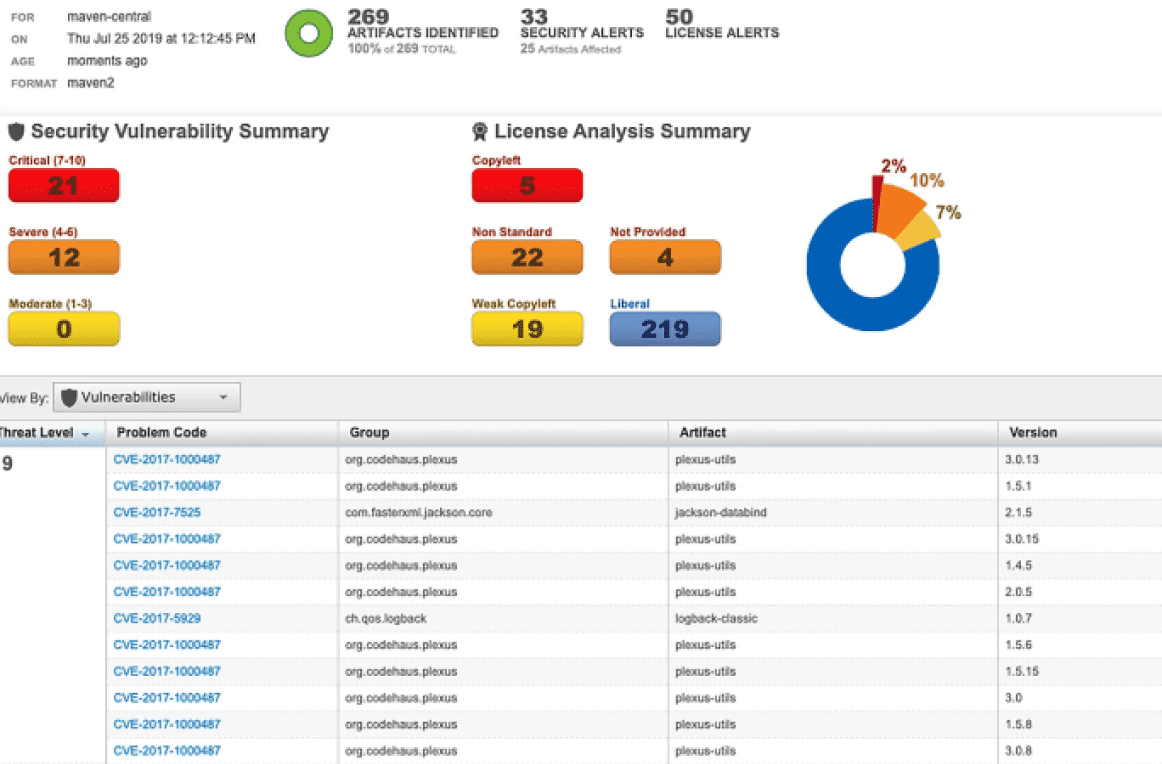 FOR maven-central
ON Thu Jul 25 2019 at 12:12:45 PM
AGE moments ago
FORMAT maven2
269
ARTIFACTS IDENTIFIED
100% of 269 TOTAL
33
SECURITY ALERTS
25 Artifacts Affected
50
LICENSE ALERTS
Security Vulnerability Summary
Critical (7-10)
21
Severe (4-6)
12
Moderate (1-3)
0
License Analysis Summary
Copyleft
5
Non Standard
22
Not Provided
4
Weak Copyleft
19
Liberal
219
2%
10%
7%
View By: Vulnerabilities
Threat Level Problem Code Group Artifact Version
9 CVE-2017-1000487 org.codehaus.plexus plexus-utils 3.0.13
CVE-2017-1000487 org.codehaus.plexus plexus-utils 1.5.1
CVE-2017-7525 com.fasterxml.jackson.core jackson-databind 2.1.5
CVE-2017-1000487 org.codehaus.plexus plexus-utils 3.0.15
CVE-2017-1000487 org.codehaus.plexus plexus-utils 1.4.5
CVE-2017-1000487 org.codehaus.plexus plexus-utils 2.0.5
CVE-2017-5929 ch.qos.logback logback-classic 1.0.7
CVE-2017-1000487 org.codehaus.plexus plexus-utils 1.5.6
CVE-2017-1000487 org.codehaus.plexus plexus-utils 1.5.15
CVE-2017-1000487 org.codehaus.plexus plexus-utils 3.0
CVE-2017-1000487 org.codehaus.plexus plexus-utils 1.5.8
CVE-2017-1000487 org.codehaus.plexus plexus-utils 3.0.8